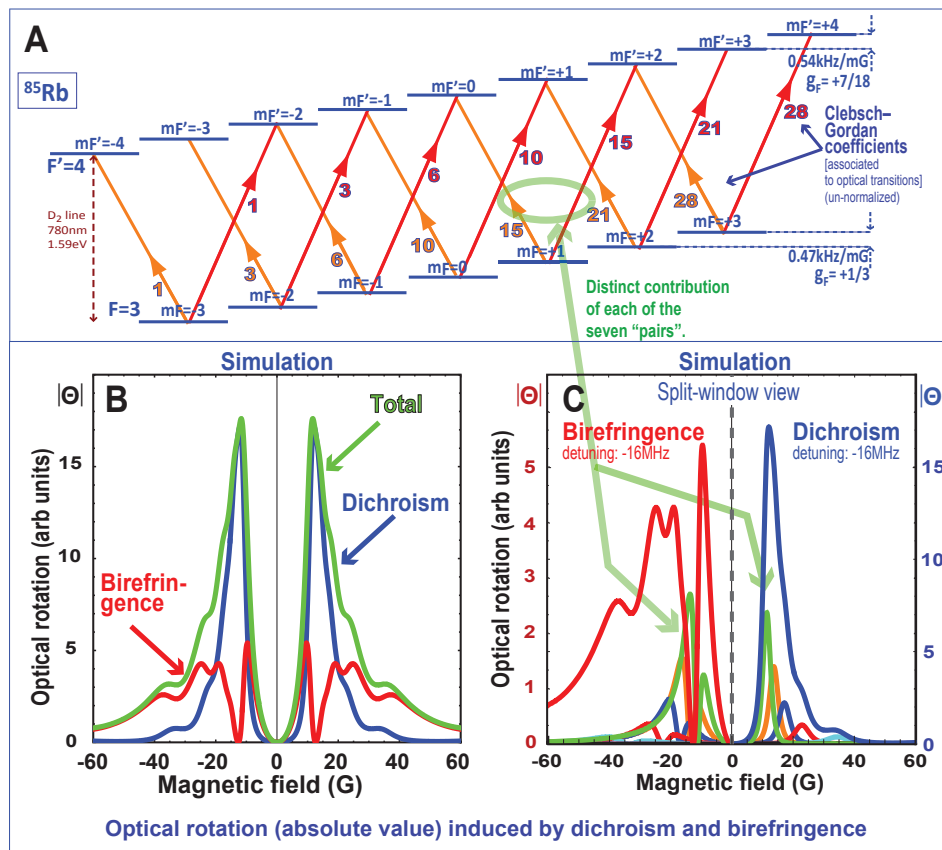 A
85Rb
mF'=-4
mF'=-3
mF'=-2
mF'=-1
mF'=0
mF'=+1
mF'=+2
mF'=+3
mF'=+4
0.54kHz/mG
gF= +7/18
F'=4
D2 line
780nm
1.59eV
1
3
6
10
15
21
28
Clebsch–
Gordan
coefficients
[associated
to optical transitions]
(un-normalized)
1
3
6
10
15
21
28
F=3
mF=-3
mF=-2
mF=-1
mF=0
mF=+1
mF=+2
mF=+3
0.47kHz/mG
gF= +1/3
Distinct contribution
of each of the
seven “pairs”.
Simulation
|Θ|
B
Total
Dichroism
Birefrin-
gence
Optical rotation (arb units)
15
10
5
0
-60
-40
-20
0
20
40
60
Magnetic field (G)
Simulation
Split-window view
|Θ|
C
|Θ|
Birefringence
detuning: -16MHz
Dichroism
detuning: -16MHz
Optical rotation (arb units)
5
4
3
2
1
0
15
10
5
0
-60
-40
-20
0
20
40
60
Magnetic field (G)
Optical rotation (absolute value) induced by dichroism and birefringence